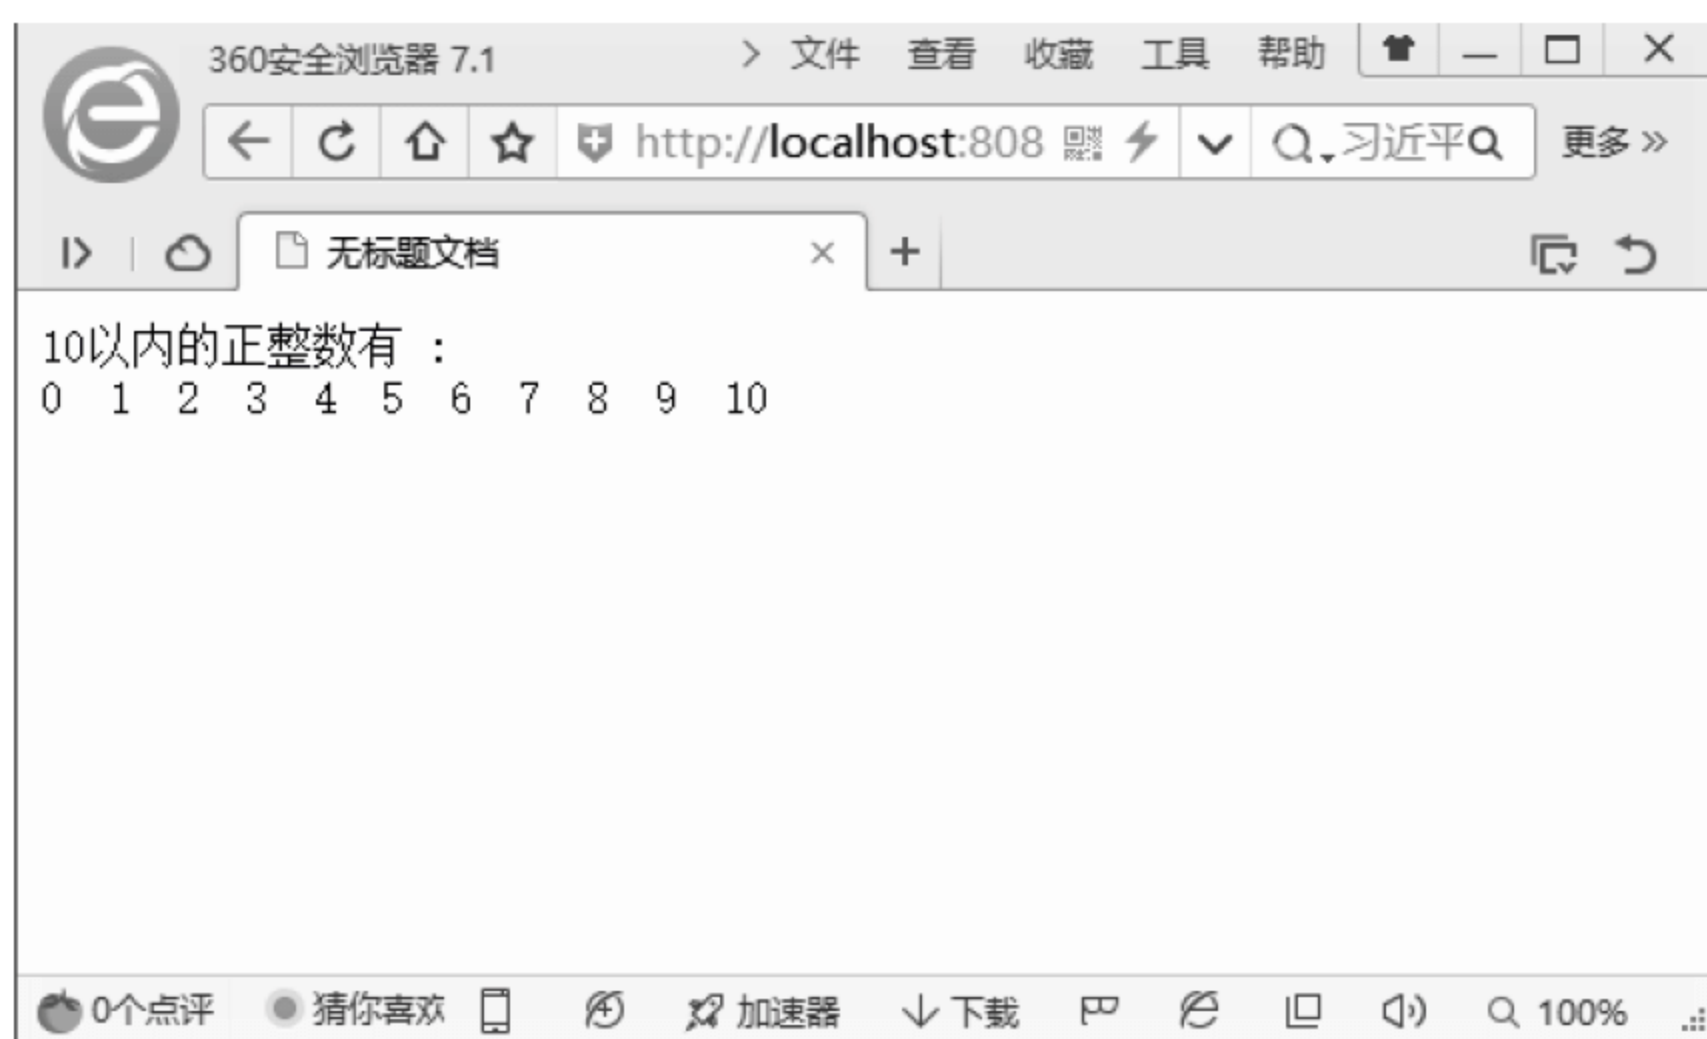 360安全浏览器 7.1 > 文件 查看 收藏 工具 帮助
http://localhost:808 习近平 更多 »
无标题文档
10以内的正整数有 :
0 1 2 3 4 5 6 7 8 9 10
0个点评 猜你喜欢 加速器 下载 100%